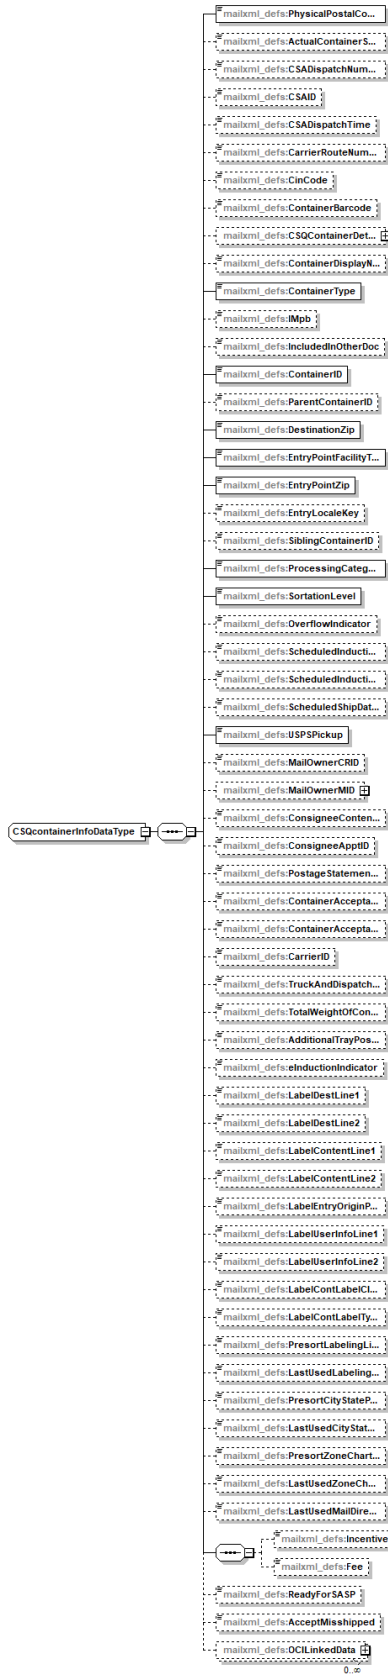 mailxml_defs:PhysicalPostalCo...
mailxml_defs:ActualContainerS...
mailxml_defs:CSADispatchNum...
mailxml_defs:CSAID
mailxml_defs:CSADispatchTime
mailxml_defs:CarrierRouteNum...
mailxml_defs:CinCode
mailxml_defs:ContainerBarcode
mailxml_defs:CSQContainerDet...
mailxml_defs:ContainerDisplayN...
mailxml_defs:ContainerType
mailxml_defs:IMpb
mailxml_defs:IncludedInOtherDoc
mailxml_defs:ContainerID
mailxml_defs:ParentContainerID
mailxml_defs:DestinationZip
mailxml_defs:EntryPointFacilityT...
mailxml_defs:EntryPointZip
mailxml_defs:EntryLocaleKey
mailxml_defs:SiblingContainerID
mailxml_defs:ProcessingCateg...
mailxml_defs:SortationLevel
mailxml_defs:OverflowIndicator
mailxml_defs:ScheduledInducti...
mailxml_defs:ScheduledInducti...
mailxml_defs:ScheduledShipDat...
mailxml_defs:USPSPickup
mailxml_defs:MailOwnerCRID
mailxml_defs:MailOwnerMID
mailxml_defs:ConsigneeConten...
CSQcontainerInfoDataType
mailxml_defs:ConsigneeApptID
mailxml_defs:PostageStatemen...
mailxml_defs:ContainerAccepta...
mailxml_defs:ContainerAccepta...
mailxml_defs:CarrierID
mailxml_defs:TruckAndDispatch...
mailxml_defs:TotalWeightOfCon...
mailxml_defs:AdditionalTrayPos...
mailxml_defs:eInductionIndicator
mailxml_defs:LabelDestLine1
mailxml_defs:LabelDestLine2
mailxml_defs:LabelContentLine1
mailxml_defs:LabelContentLine2
mailxml_defs:LabelEntryOriginP...
mailxml_defs:LabelUserInfoLine1
mailxml_defs:LabelUserInfoLine2
mailxml_defs:LabelContLabelCl...
mailxml_defs:LabelContLabelTy...
mailxml_defs:PresortLabelingLi...
mailxml_defs:LastUsedLabeling...
mailxml_defs:PresortCityStateP...
mailxml_defs:LastUsedCityStat...
mailxml_defs:PresortZoneChart...
mailxml_defs:LastUsedZoneCh...
mailxml_defs:LastUsedMailDire...
mailxml_defs:Incentive
mailxml_defs:Fee
mailxml_defs:ReadyForSASP
mailxml_defs:AcceptMisshipped
mailxml_defs:OCILinkedData
0..∞